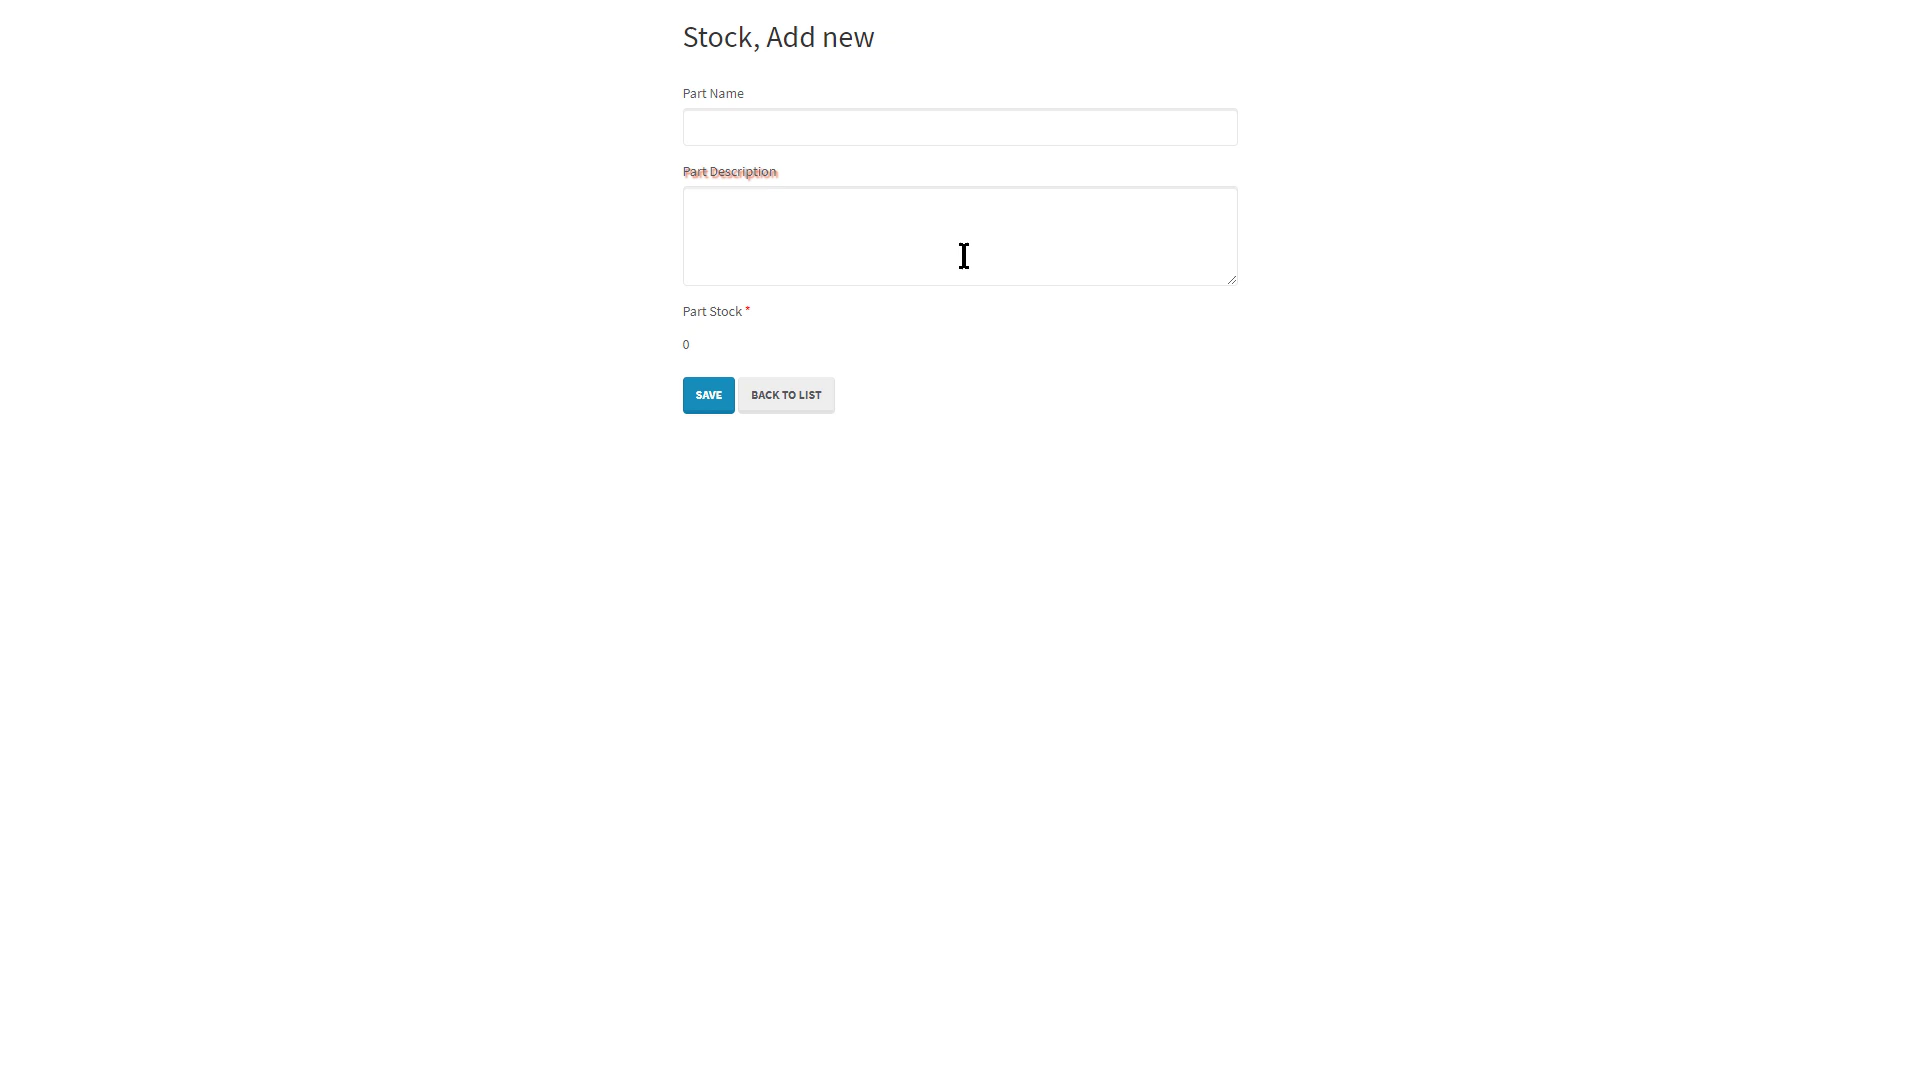 Stock, Add new
Part Name
Part Description
Part Stock *
0
SAVE BACK TO LIST